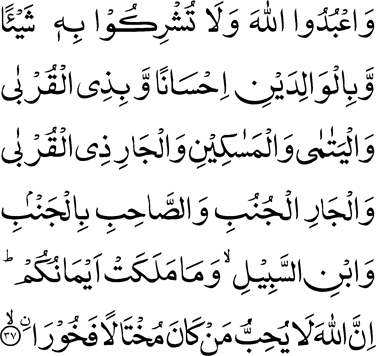 وَاعْبُدُوا اللّٰهَ وَلَا تُشْرِكُوْا بِهٖ شَيْـًٔا
وَّبِالْوَالِدَيْنِ اِحْسَانًا وَّبِذِى الْقُرْبٰى
وَالْيَتٰمٰى وَالْمَسٰكِيْنِ وَالْجَارِ ذِى الْقُرْبٰى
وَالْجَارِ الْجُنُبِ وَالصَّاحِبِ بِالْجَنْۢبِ
وَابْنِ السَّبِيْلِ ۙ وَمَا مَلَكَتْ اَيْمَانُكُمْ ؕ
اِنَّ اللّٰهَ لَا يُحِبُّ مَنْ كَانَ مُخْتَالًا فَخُوْرَا ۟ۙ ن ﴿۳۷﴾